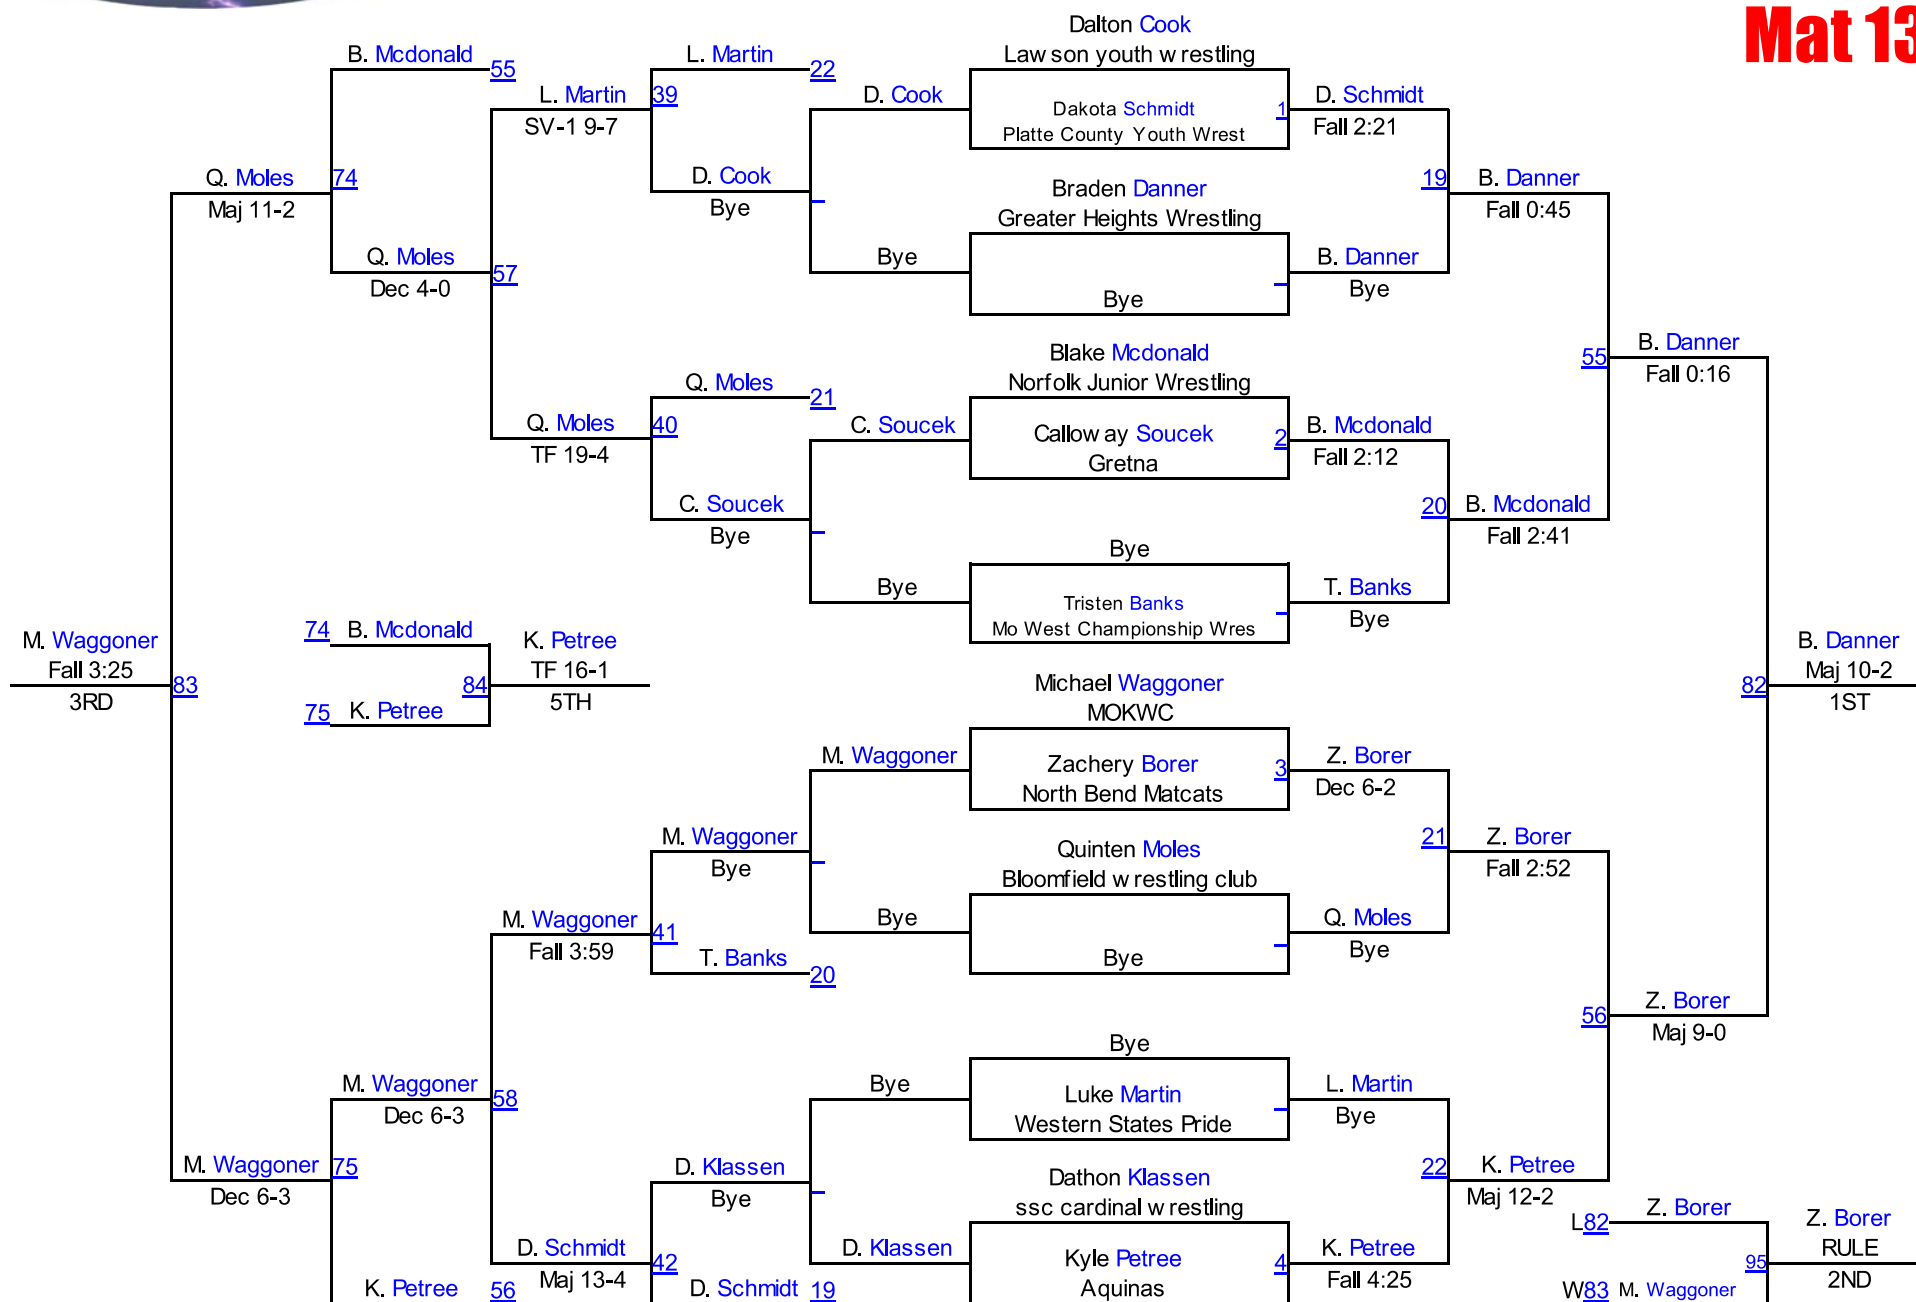 Mat 13
Dalton Cook
Lawson youth wrestling
B. Mcdonald
55
L. Martin
22
L. Martin
SV-1 9-7
39
D. Cook
Dakota Schmidt
Platte County Youth Wrest
1
D. Schmidt
Fall 2:21
Q. Moles
Maj 11-2
74
D. Cook
Bye
Braden Danner
Greater Heights Wrestling
19
B. Danner
Fall 0:45
Q. Moles
Dec 4-0
57
Bye
Bye
B. Danner
Bye
Blake Mcdonald
Norfolk Junior Wrestling
55
B. Danner
Fall 0:16
Q. Moles
21
Q. Moles
TF 19-4
40
C. Soucek
Calloway Soucek
Gretna
2
B. Mcdonald
Fall 2:12
C. Soucek
Bye
20
B. Mcdonald
Fall 2:41
Bye
Bye
Tristen Banks
Mo West Championship Wres
T. Banks
Bye
M. Waggoner
Fall 3:25
3RD
83
74 B. Mcdonald
75 K. Petree
84
K. Petree
TF 16-1
5TH
Michael Waggoner
MOKWC
82
B. Danner
Maj 10-2
1ST
M. Waggoner
Zachery Borer
North Bend Matcats
3
Z. Borer
Dec 6-2
M. Waggoner
Bye
Quinten Moles
Bloomfield wrestling club
21
Z. Borer
Fall 2:52
M. Waggoner
Fall 3:59
41
Bye
Bye
Q. Moles
Bye
T. Banks
20
56
Z. Borer
Maj 9-0
Bye
M. Waggoner
Dec 6-3
58
Bye
Luke Martin
Western States Pride
L. Martin
Bye
M. Waggoner
Dec 6-3
75
D. Klassen
Bye
Dathon Klassen
ssc cardinal wrestling
22
K. Petree
Maj 12-2
L82 Z. Borer
Z. Borer
RULE
2ND
95
D. Schmidt
Maj 13-4
42
D. Klassen
Kyle Petree
Aquinas
4
K. Petree
Fall 4:25
K. Petree
56
D. Schmidt
19
W83 M. Waggoner